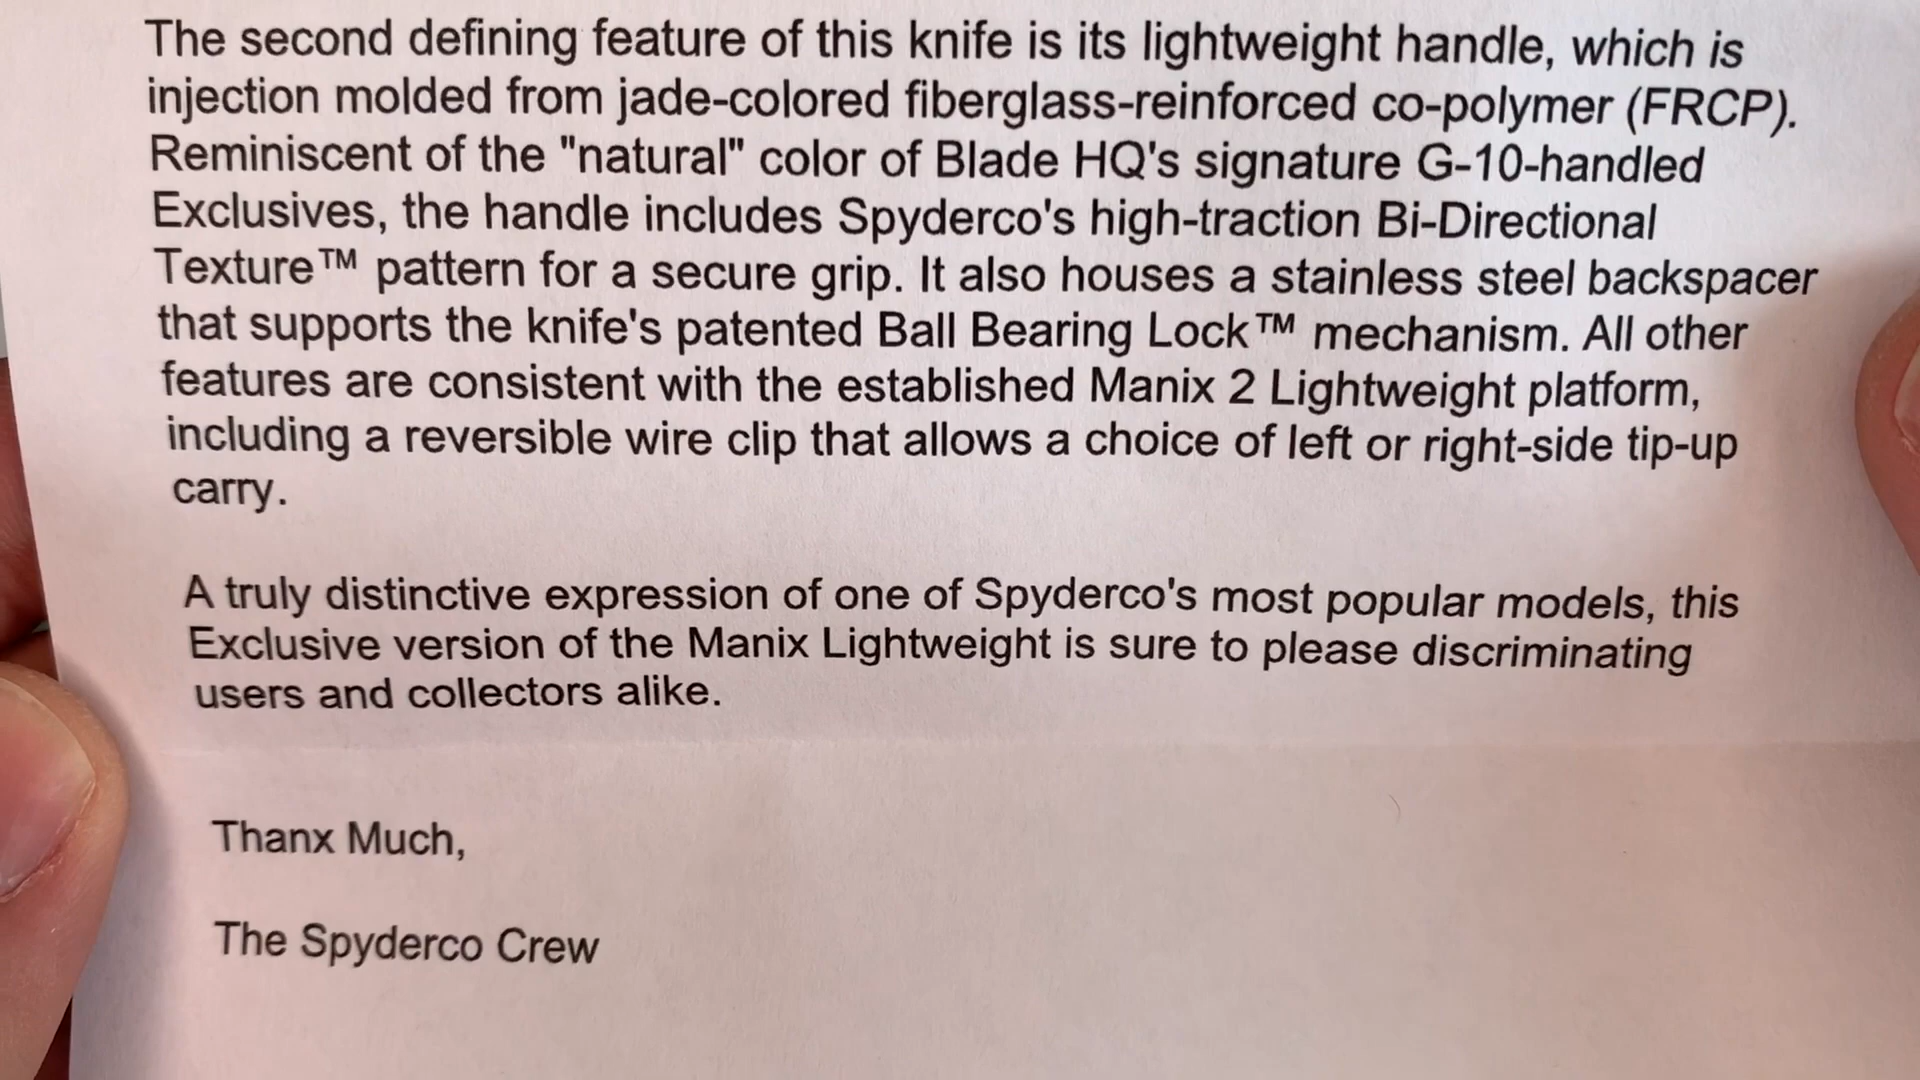 The second defining feature of this knife is its lightweight handle, which is
injection molded from jade-colored fiberglass-reinforced co-polymer (FRCP).
Reminiscent of the "natural" color of Blade HQ's signature G-10-handled
Exclusives, the handle includes Spyderco's high-traction Bi-Directional
Texture™ pattern for a secure grip. It also houses a stainless steel backspacer
that supports the knife's patented Ball Bearing Lock™ mechanism. All other
features are consistent with the established Manix 2 Lightweight platform,
including a reversible wire clip that allows a choice of left or right-side tip-up
carry.
A truly distinctive expression of one of Spyderco's most popular models, this
Exclusive version of the Manix Lightweight is sure to please discriminating
users and collectors alike.
Thanx Much,
The Spyderco Crew